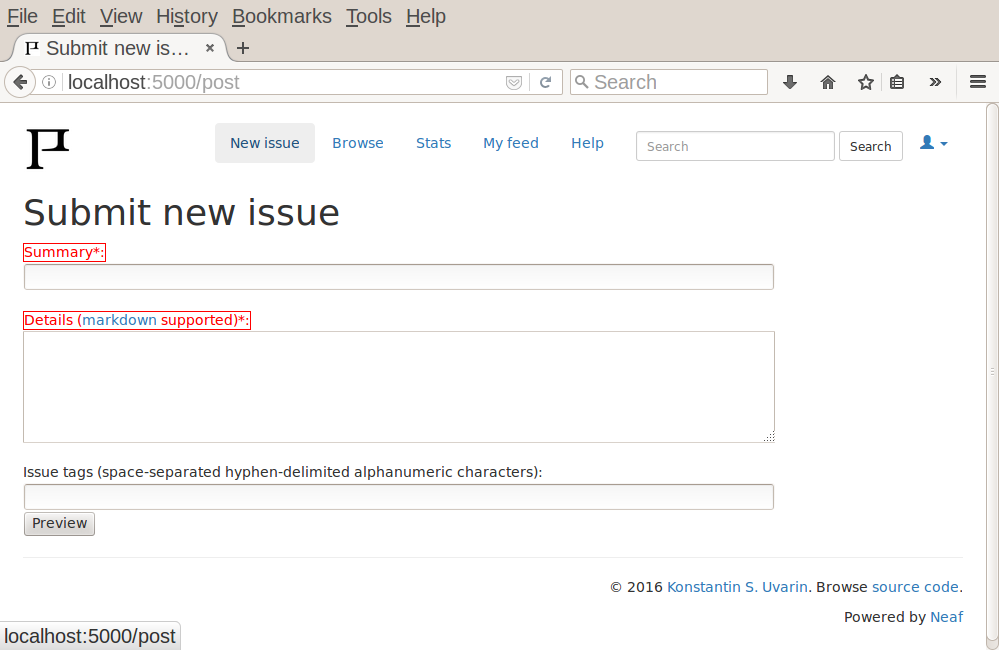 File Edit View History Bookmarks Tools Help
Submit new is... × +
localhost:5000/post Search
New issue Browse Stats My feed Help Search Search
Submit new issue
Summary*:
Details (markdown supported)*:
Issue tags (space-separated hyphen-delimited alphanumeric characters):
Preview
© 2016 Konstantin S. Uvarin. Browse source code.
Powered by Neaf
localhost:5000/post